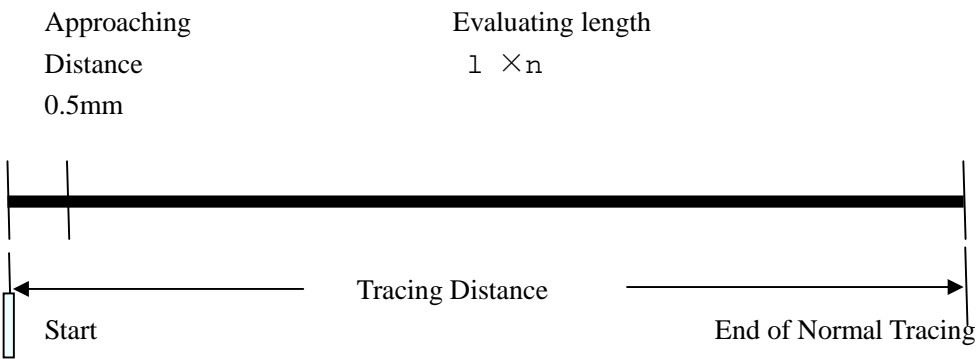 Approaching
Distance
0.5mm
Evaluating length
l ×n
Tracing Distance
Start
End of Normal Tracing